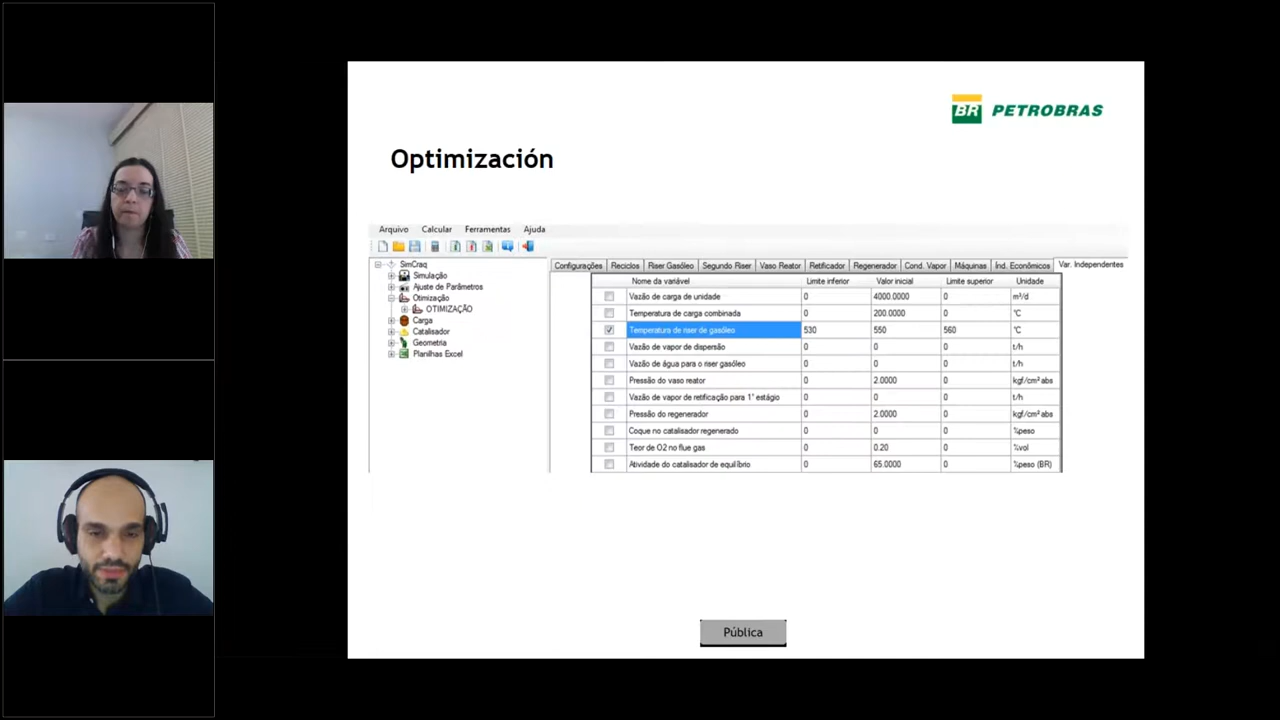 BR PETROBRAS
Optimización
Arquivo Calcular Ferramentas Ajuda
SimCraq
Simulação
Ajuste de Parâmetros
Otimização
OTIMIZAÇÃO
Carga
Catalisador
Geometria
Planilhas Excel
Configurações Reciclos Riser Gasóleo Segundo Riser Vaso Reator Retificador Regenerador Cond. Vapor Máquinas Índ. Econômicos Var. Independentes
Nome da variável Limite inferior Valor inicial Limite superior Unidade
Vazão de carga de unidade 0 4000.0000 0 m³/d
Temperatura de carga combinada 0 200.0000 0 °C
Temperatura de riser de gasóleo 530 550 560 °C
Vazão de vapor de dispersão 0 0 0 t/h
Vazão de água para o riser gasóleo 0 0 0 t/h
Pressão do vaso reator 0 2.0000 0 kgf/cm² abs
Vazão de vapor de retificação para 1° estágio 0 0 0 t/h
Pressão do regenerador 0 2.0000 0 kgf/cm² abs
Coque no catalisador regenerado 0 0 0 %peso
Teor de O2 no flue gas 0 0.20 0 %vol
Atividade do catalisador de equilíbrio 0 65.0000 0 %peso (BR)
Pública